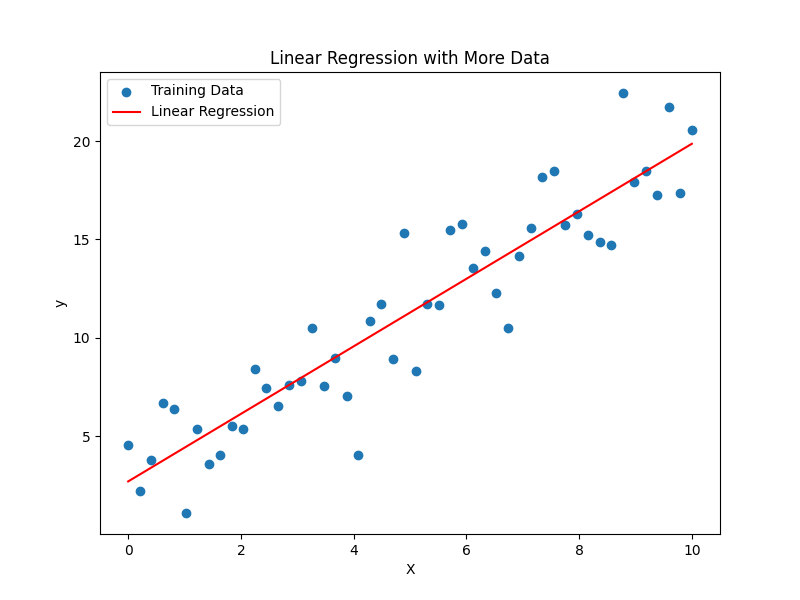 Linear Regression with More Data
Training Data
Linear Regression
20
15
10
5
0 2 4 6 8 10
X
y